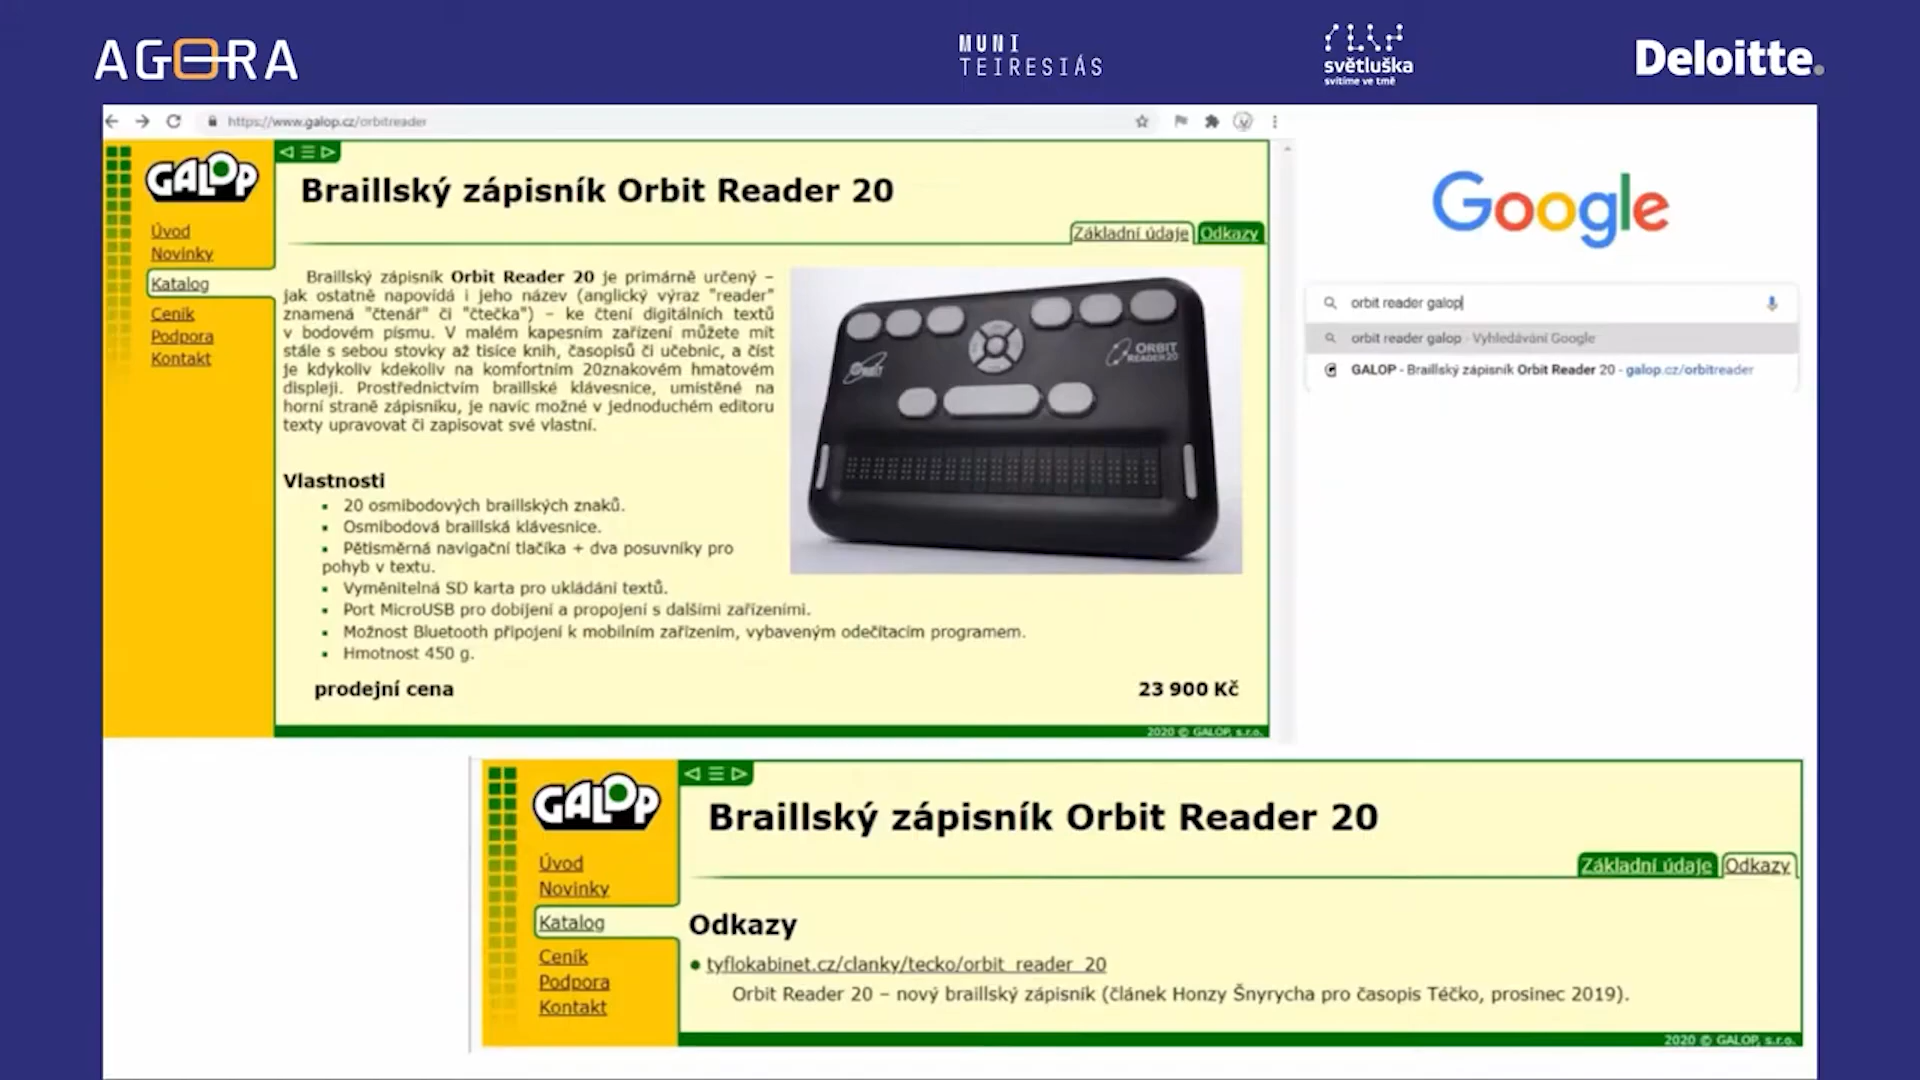 AGORA
MUNI
TEIRESIÁS
světluška
svítíme ve tmě
Deloitte.
https://www.galop.cz/orbitreader
GALOP
Úvod
Novinky
Katalog
Ceník
Podpora
Kontakt
Braillský zápisník Orbit Reader 20
Základní údaje
Odkazy
Braillský zápisník Orbit Reader 20 je primárně určený –
jak ostatně napovídá i jeho název (anglický výraz "reader"
znamená "čtenář" či "čtečka") – ke čtení digitálních textů
v bodovém písmu. V malém kapesním zařízení můžete mít
stále s sebou stovky až tisíce knih, časopisů či učebnic, a číst
je kdykoliv kdekoliv na komfortním 20znakovém hmatovém
displeji. Prostřednictvím braillské klávesnice, umístěné na
horní straně zápisníku, je navíc možné v jednoduchém editoru
texty upravovat či zapisovat své vlastní.
ORBIT
ORBIT
READER 20
Vlastnosti
20 osmibodových braillských znaků.
Osmibodová braillská klávesnice.
Pětisměrná navigační tlačíka + dva posuvníky pro
pohyb v textu.
Vyměnitelná SD karta pro ukládání textů.
Port MicroUSB pro dobíjení a propojení s dalšími zařízeními.
Možnost Bluetooth připojení k mobilním zařízením, vybaveným odečítacím programem.
Hmotnost 450 g.
prodejní cena 23 900 Kč
2020 © GALOP, s.r.o.
Google
orbit reader galop
orbit reader galop - Vyhledávání Google
GALOP - Braillský zápisník Orbit Reader 20 - galop.cz/orbitreader
GALOP
Úvod
Novinky
Katalog
Ceník
Podpora
Kontakt
Braillský zápisník Orbit Reader 20
Základní údaje
Odkazy
Odkazy
tyflokabinet.cz/clanky/tecko/orbit_reader_20
Orbit Reader 20 – nový braillský zápisník (článek Honzy Šnyrycha pro časopis Téčko, prosinec 2019).
2020 © GALOP, s.r.o.